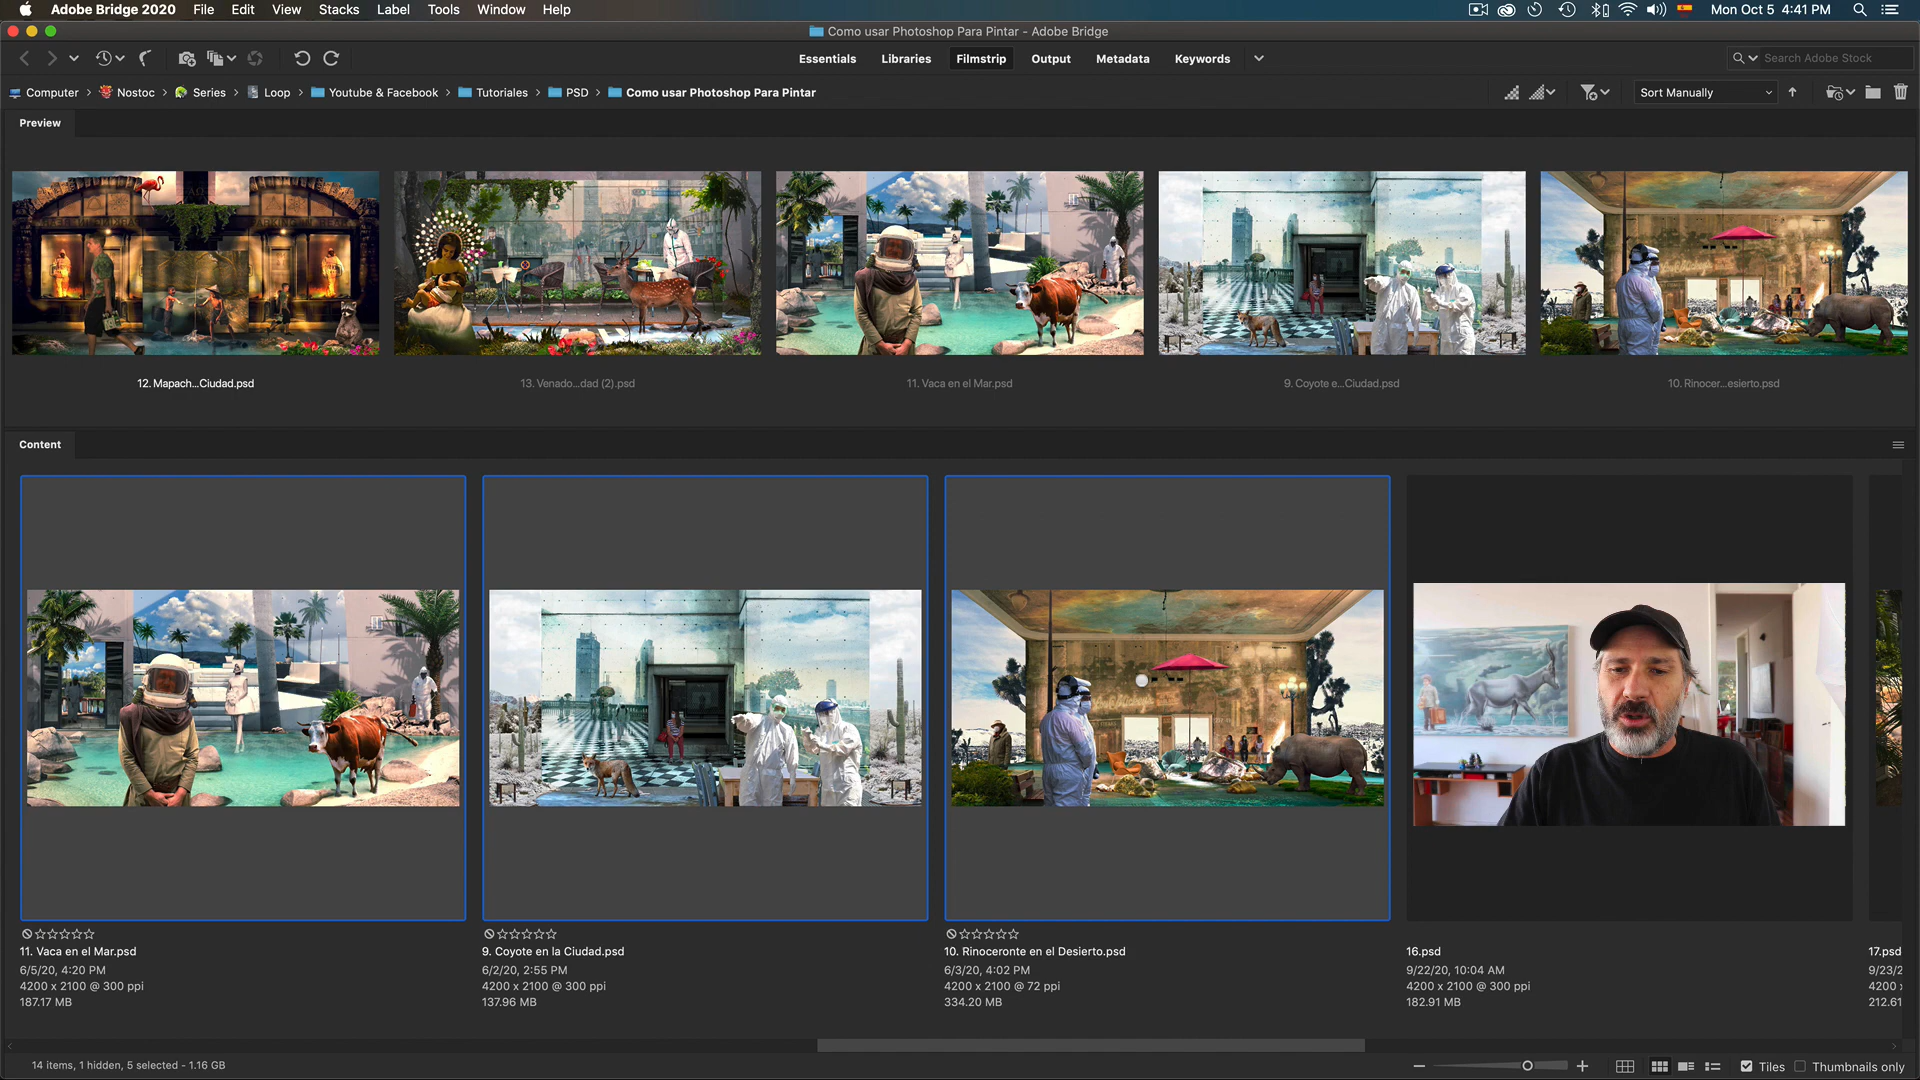 Adobe Bridge 2020 File Edit View Stacks Label Tools Window Help Mon Oct 5 4:41 PM
Como usar Photoshop Para Pintar - Adobe Bridge
Essentials Libraries Filmstrip Output Metadata Keywords Search Adobe Stock
Computer Nostoc Series Loop Youtube & Facebook Tutoriales PSD Como usar Photoshop Para Pintar Sort Manually
Preview
12. Mapach...Ciudad.psd 13. Venado...dad (2).psd 11. Vaca en el Mar.psd 9. Coyote e...Ciudad.psd 10. Rinocer...esierto.psd
Content
11. Vaca en el Mar.psd 9. Coyote en la Ciudad.psd 10. Rinoceronte en el Desierto.psd 16.psd 17.psd
6/5/20, 4:20 PM 6/2/20, 2:55 PM 6/3/20, 4:02 PM 9/22/20, 10:04 AM 9/23/2
4200 x 2100 @ 300 ppi 4200 x 2100 @ 300 ppi 4200 x 2100 @ 72 ppi 4200 x 2100 @ 300 ppi 4200 x
187.17 MB 137.96 MB 334.20 MB 182.91 MB 212.61
14 items, 1 hidden, 5 selected - 1.16 GB Tiles Thumbnails only